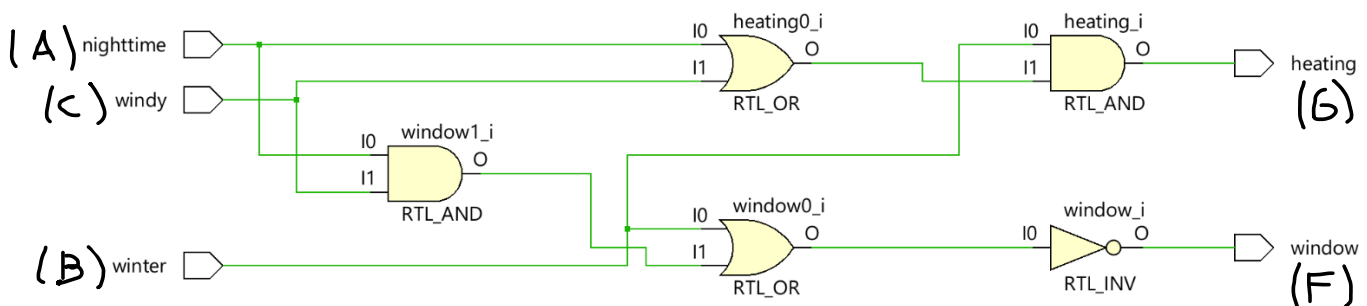 heating0_i heating_i
(A) nighttime I0 O I0 O heating
I1 I1
(C) windy RTL_OR RTL_AND (G)
window1_i
I0 O
I1
RTL_AND window0_i window_i
I0 O I0 O window
(B) winter I1
RTL_OR RTL_INV (F)